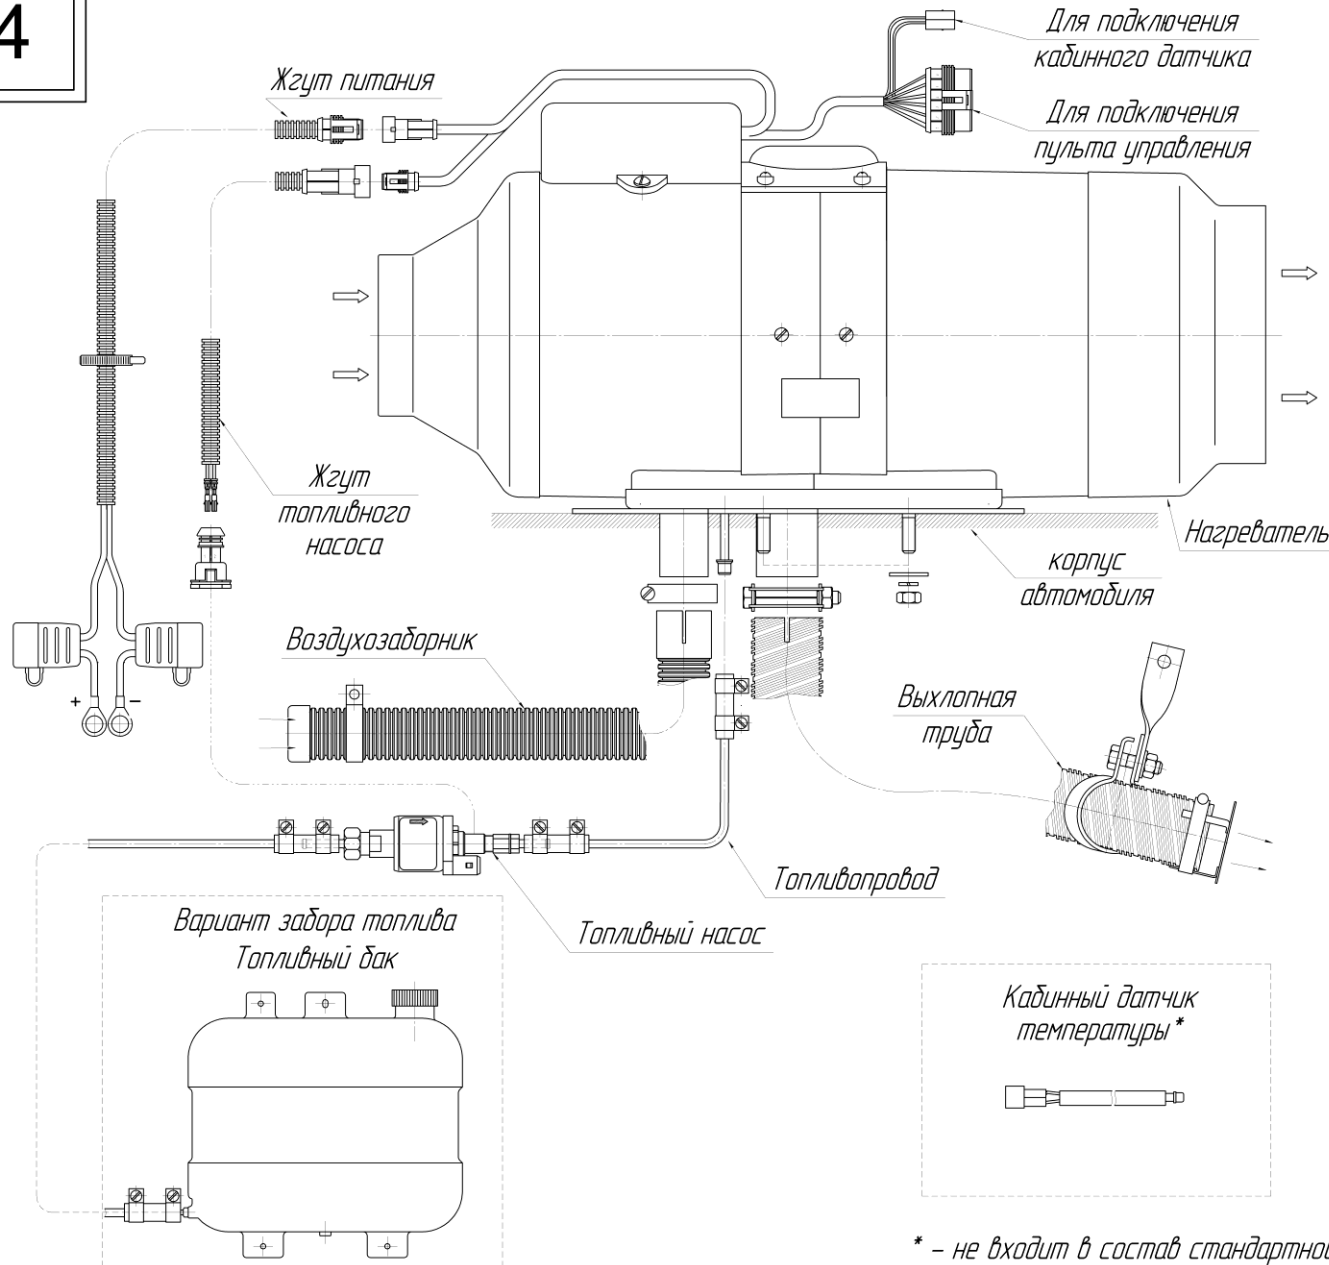 4
Для подключения
кабинного датчика
Жгут питания
Для подключения
пульта управления
Жгут
топливного
насоса
Нагреватель
корпус
автомобиля
Воздухозаборник
+ −
Выхлопная
труба
Топливопровод
Топливный насос
Вариант забора топлива
Топливный бак
Кабинный датчик
температуры*
* - не входит в состав стандартной